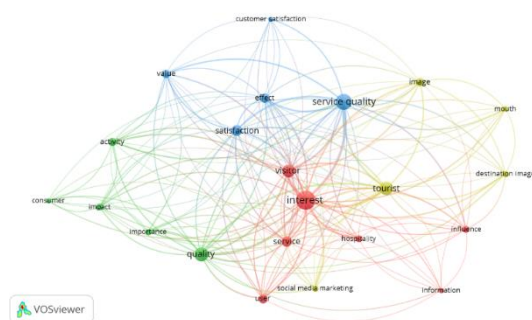 customer satisfaction
value
image
effect
service quality
mouth
satisfaction
activity
visitor
destination image
tourist
consumer
impact
interest
importance
influence
service
hospitality
quality
social media marketing
information
user
VOSviewer